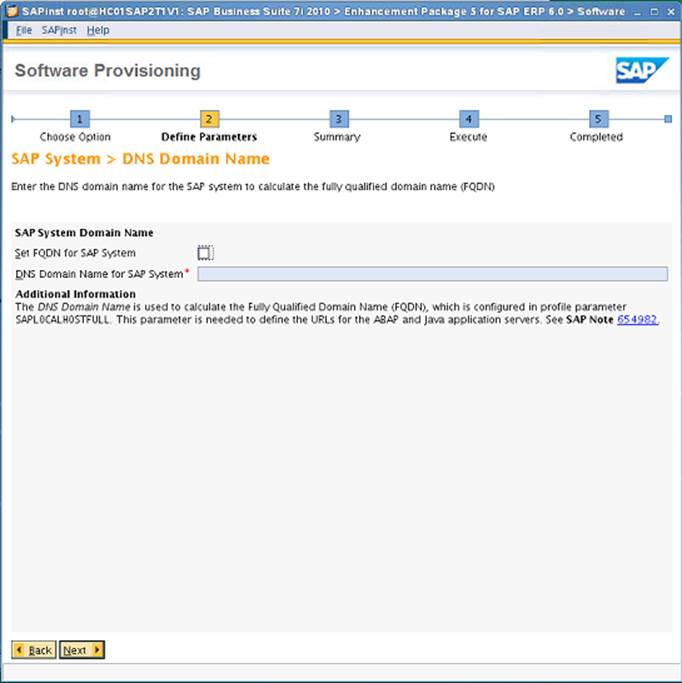 SAPinst root@HC01SAP2T1V1: SAP Business Suite 7i 2010 > Enhancement Package 5 for SAP ERP 6.0 > Software
File SAPinst Help
Software Provisioning
SAP
1 2 3 4 5
Choose Option Define Parameters Summary Execute Completed
SAP System > DNS Domain Name
Enter the DNS domain name for the SAP system to calculate the fully qualified domain name (FQDN)
SAP System Domain Name
Set FQDN for SAP System
DNS Domain Name for SAP System*
Additional Information
The DNS Domain Name is used to calculate the Fully Qualified Domain Name (FQDN), which is configured in profile parameter
SAPLOCALHOSTFULL. This parameter is needed to define the URLs for the ABAP and Java application servers. See SAP Note 654982.
Back Next